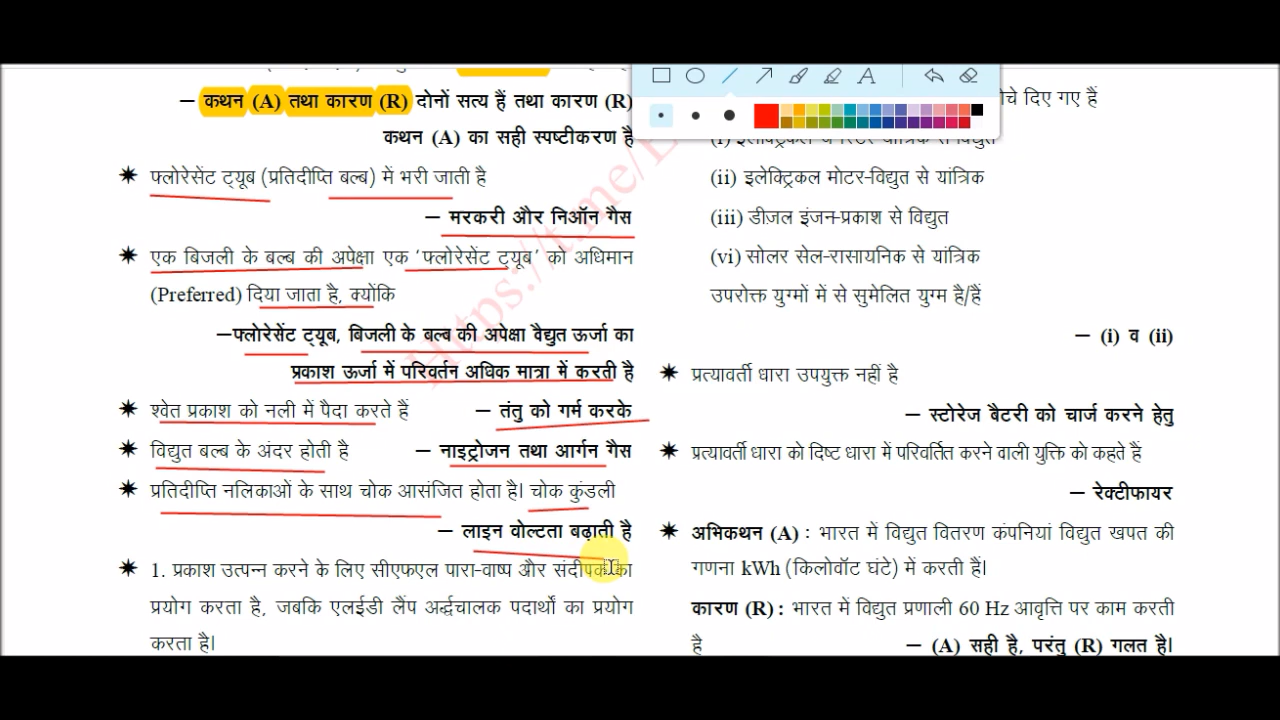 – कथन (A) तथा कारण (R) दोनों सत्य हैं तथा कारण (R)
कथन (A) का सही स्पष्टीकरण है
✷ फ्लोरेसेंट ट्यूब (प्रतिदीप्ति बल्ब) में भरी जाती है
– मरकरी और निऑन गैस
✷ एक बिजली के बल्ब की अपेक्षा एक ‘फ्लोरेसेंट ट्यूब’ को अधिमान
(Preferred) दिया जाता है, क्योंकि
–फ्लोरेसेंट ट्यूब, बिजली के बल्ब की अपेक्षा वैद्युत ऊर्जा का
प्रकाश ऊर्जा में परिवर्तन अधिक मात्रा में करती है
✷ श्वेत प्रकाश को नली में पैदा करते हैं – तंतु को गर्म करके
✷ विद्युत बल्ब के अंदर होती है – नाइट्रोजन तथा आर्गन गैस
✷ प्रतिदीप्ति नलिकाओं के साथ चोक आसंजित होता है। चोक कुंडली
– लाइन वोल्टता बढ़ाती है
✷ 1. प्रकाश उत्पन्न करने के लिए सीएफएल पारा-वाष्प और संदीपक का
प्रयोग करता है, जबकि एलईडी लैंप अर्द्धचालक पदार्थों का प्रयोग
करता है।
दिए गए हैं
(ii) इलेक्ट्रिकल मोटर-विद्युत से यांत्रिक
(iii) डीज़ल इंजन-प्रकाश से विद्युत
(vi) सोलर सेल-रासायनिक से यांत्रिक
उपरोक्त युग्मों में से सुमेलित युग्म है/हैं
– (i) व (ii)
✷ प्रत्यावर्ती धारा उपयुक्त नहीं है
– स्टोरेज बैटरी को चार्ज करने हेतु
✷ प्रत्यावर्ती धारा को दिष्ट धारा में परिवर्तित करने वाली युक्ति को कहते हैं
– रेक्टीफायर
✷ अभिकथन (A) : भारत में विद्युत वितरण कंपनियां विद्युत खपत की
गणना kWh (किलोवॉट घंटे) में करती हैं।
कारण (R) : भारत में विद्युत प्रणाली 60 Hz आवृत्ति पर काम करती
है – (A) सही है, परंतु (R) गलत है।
Https://t.me/E
A